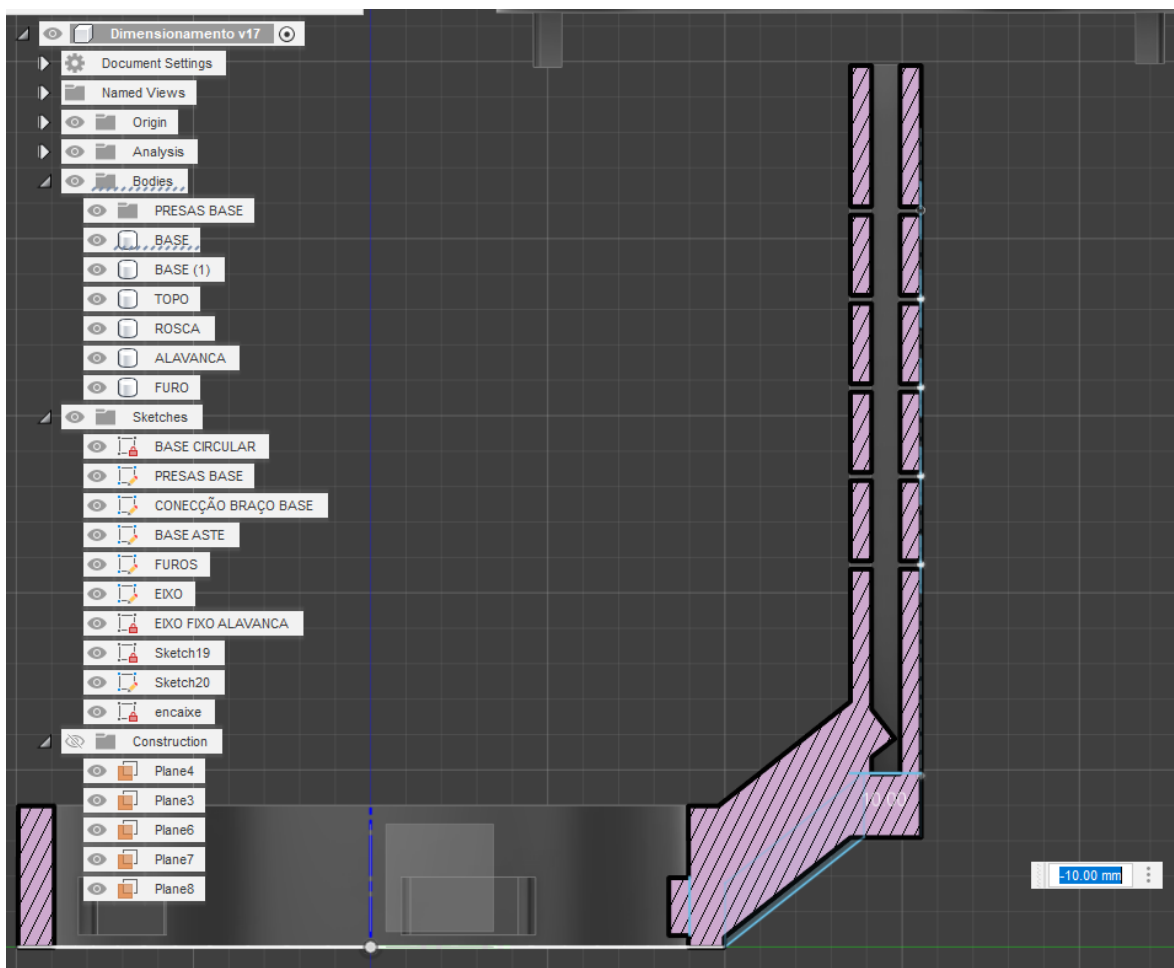 Dimensionamento v17
Document Settings
Named Views
Origin
Analysis
Bodies
PRESAS BASE
BASE
BASE (1)
TOPO
ROSCA
ALAVANCA
FURO
Sketches
BASE CIRCULAR
PRESAS BASE
CONECÇÃO BRAÇO BASE
BASE ASTE
FUROS
EIXO
EIXO FIXO ALAVANCA
Sketch19
Sketch20
encaixe
Construction
Plane4
Plane3
Plane6
Plane7
Plane8
10.00
-10.00 mm